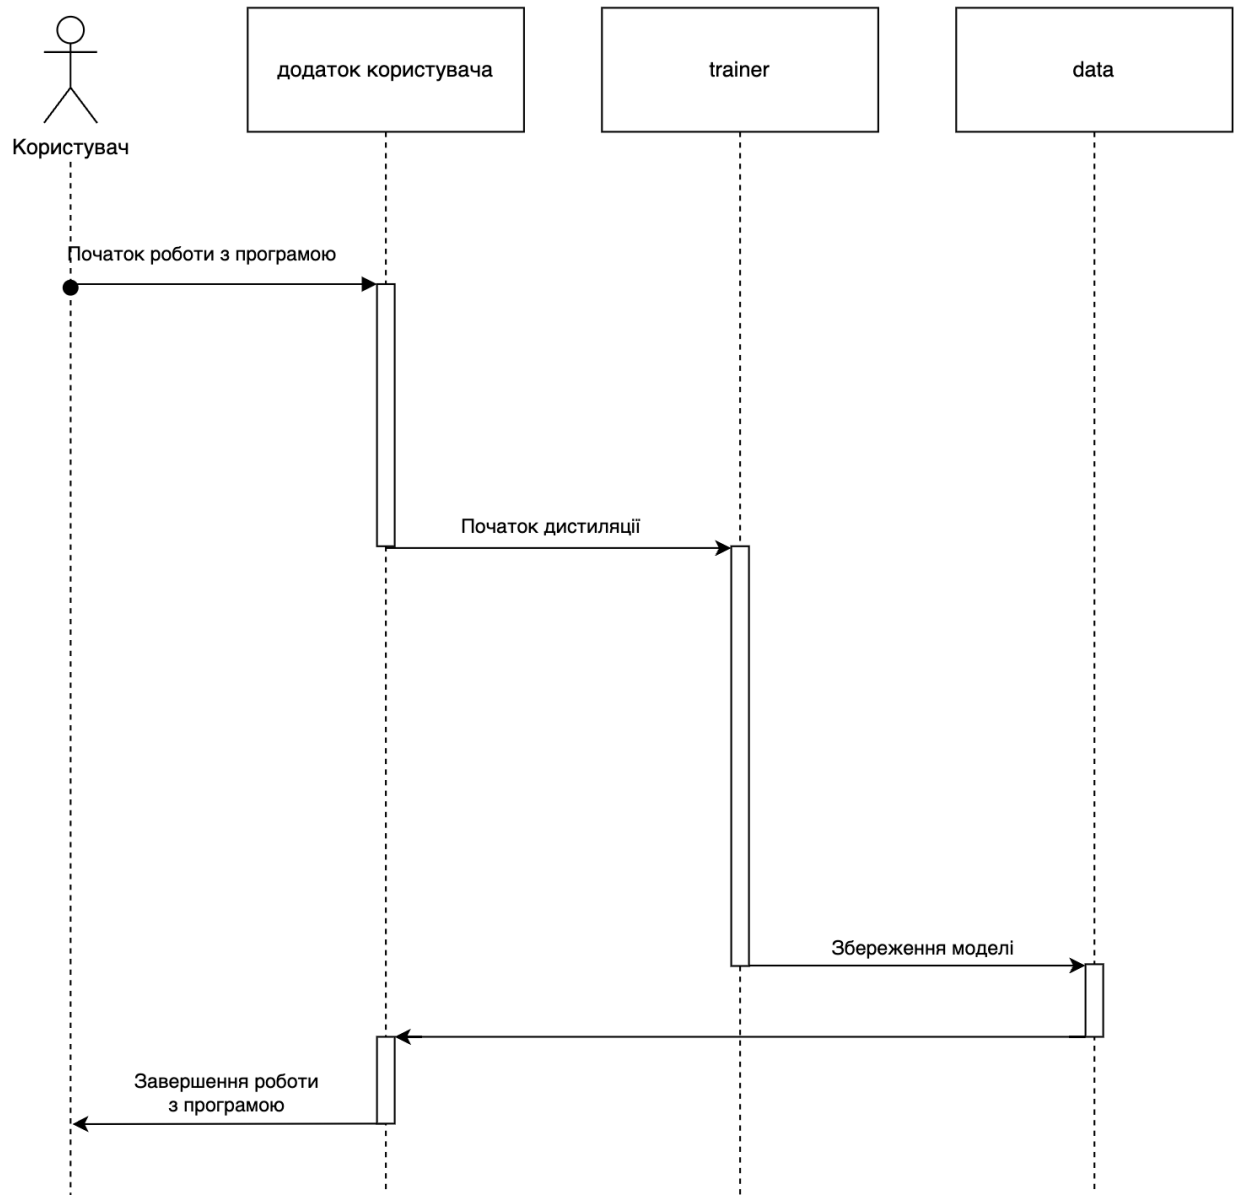 додаток користувача
trainer
data
Користувач
Початок роботи з програмою
Початок дистиляції
Збереження моделі
Завершення роботи
з програмою